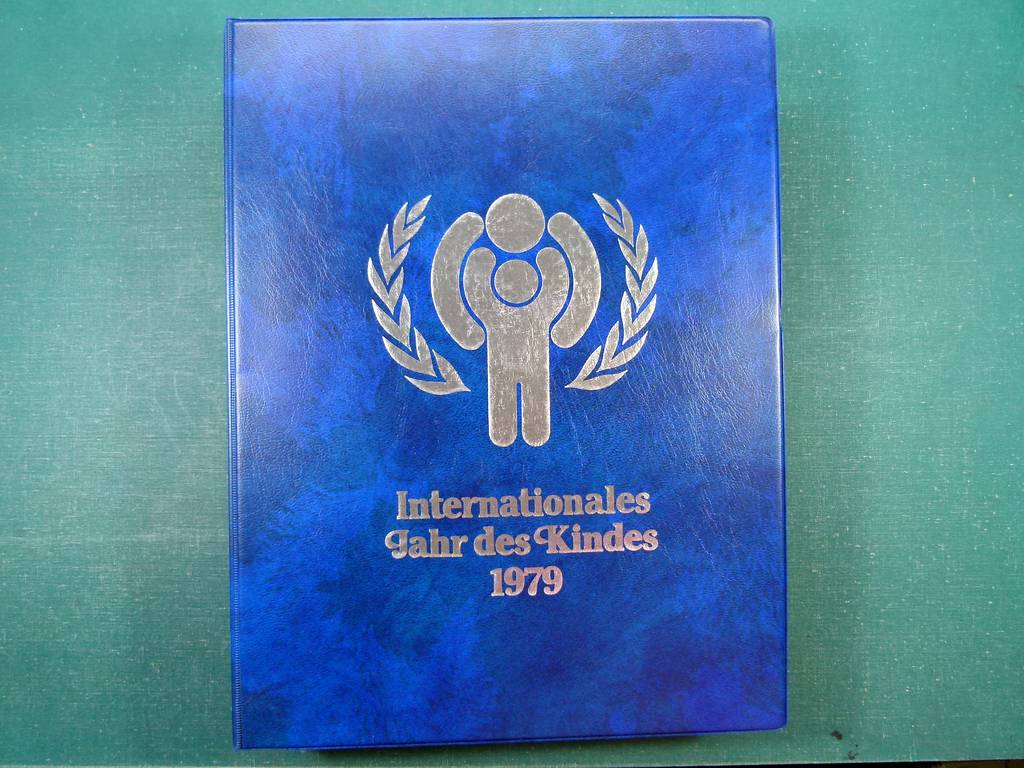 Internationales
Jahr des Kindes
1979